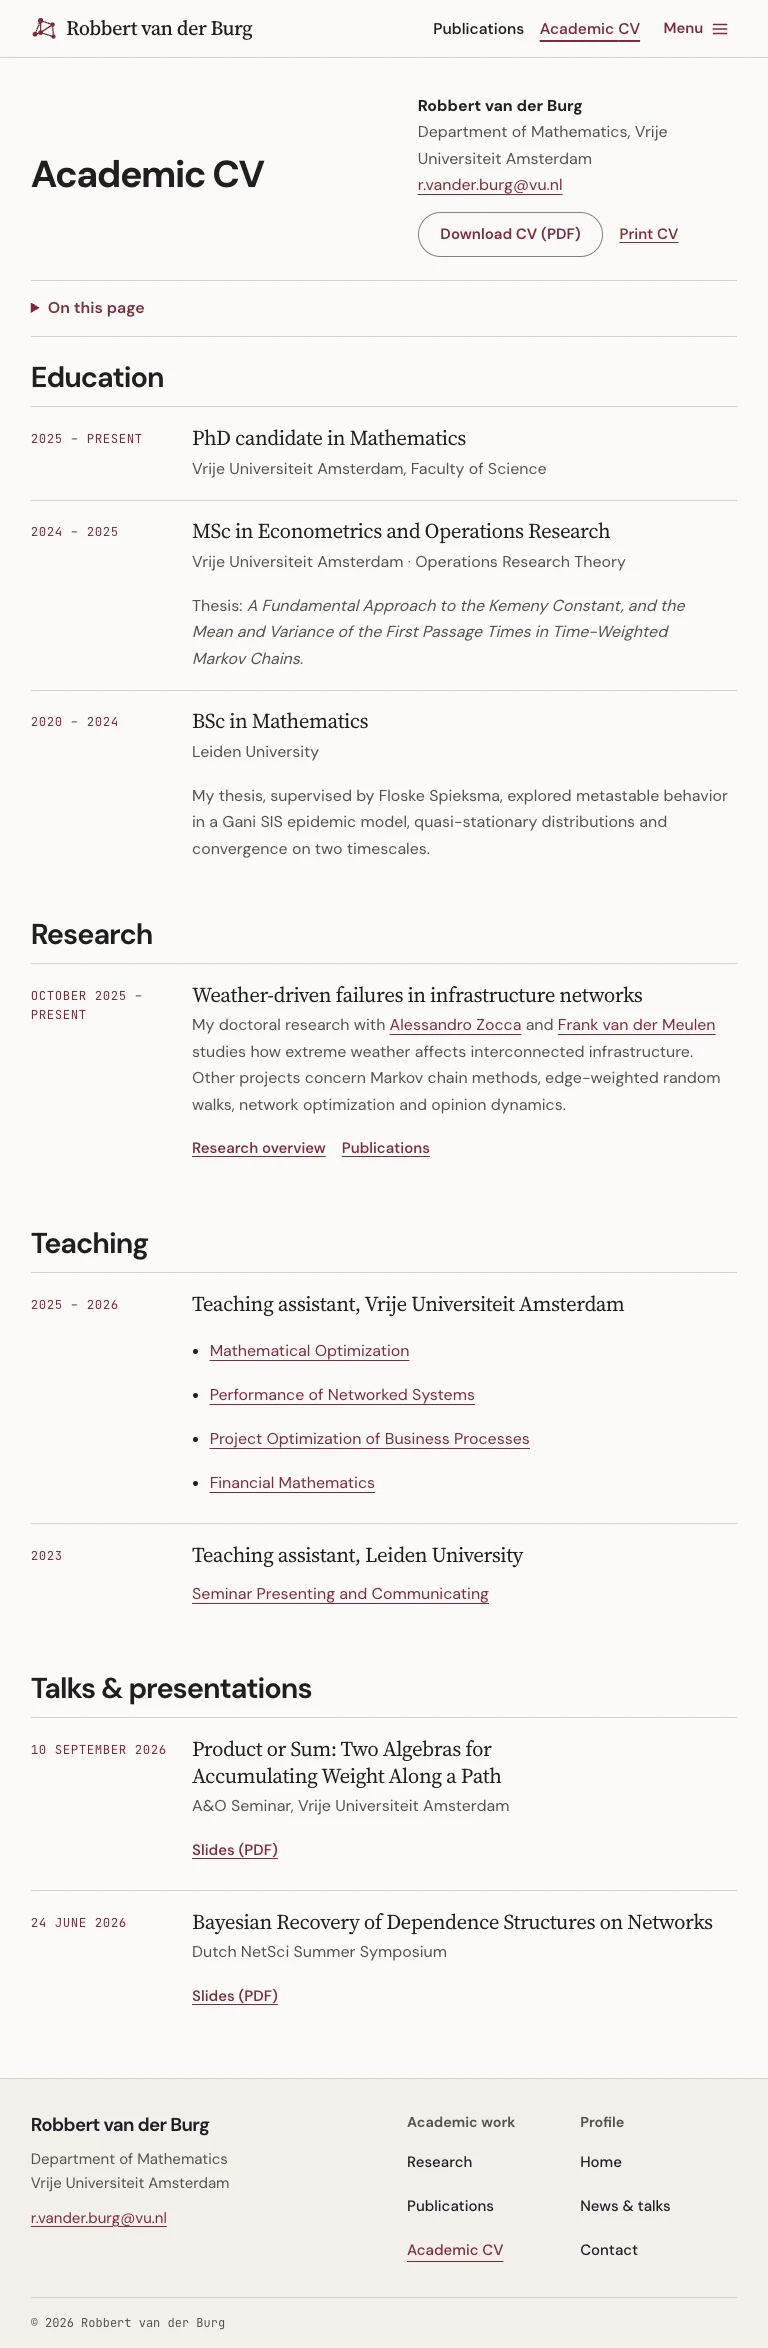 Robbert van der Burg
Publications
Academic CV
Menu
Academic CV
Robbert van der Burg
Department of Mathematics, Vrije
Universiteit Amsterdam
r.vander.burg@vu.nl
Download CV (PDF)
Print CV
On this page
Education
2025 – PRESENT
PhD candidate in Mathematics
Vrije Universiteit Amsterdam, Faculty of Science
2024 – 2025
MSc in Econometrics and Operations Research
Vrije Universiteit Amsterdam · Operations Research Theory
Thesis: A Fundamental Approach to the Kemeny Constant, and the
Mean and Variance of the First Passage Times in Time-Weighted
Markov Chains.
2020 – 2024
BSc in Mathematics
Leiden University
My thesis, supervised by Floske Spieksma, explored metastable behavior
in a Gani SIS epidemic model, quasi-stationary distributions and
convergence on two timescales.
Research
OCTOBER 2025 –
PRESENT
Weather-driven failures in infrastructure networks
My doctoral research with Alessandro Zocca and Frank van der Meulen
studies how extreme weather affects interconnected infrastructure.
Other projects concern Markov chain methods, edge-weighted random
walks, network optimization and opinion dynamics.
Research overview
Publications
Teaching
2025 – 2026
Teaching assistant, Vrije Universiteit Amsterdam
• Mathematical Optimization
• Performance of Networked Systems
• Project Optimization of Business Processes
• Financial Mathematics
2023
Teaching assistant, Leiden University
Seminar Presenting and Communicating
Talks & presentations
10 SEPTEMBER 2026
Product or Sum: Two Algebras for
Accumulating Weight Along a Path
A&O Seminar, Vrije Universiteit Amsterdam
Slides (PDF)
24 JUNE 2026
Bayesian Recovery of Dependence Structures on Networks
Dutch NetSci Summer Symposium
Slides (PDF)
Robbert van der Burg
Department of Mathematics
Vrije Universiteit Amsterdam
r.vander.burg@vu.nl
Academic work
Research
Publications
Academic CV
Profile
Home
News & talks
Contact
© 2026 Robbert van der Burg